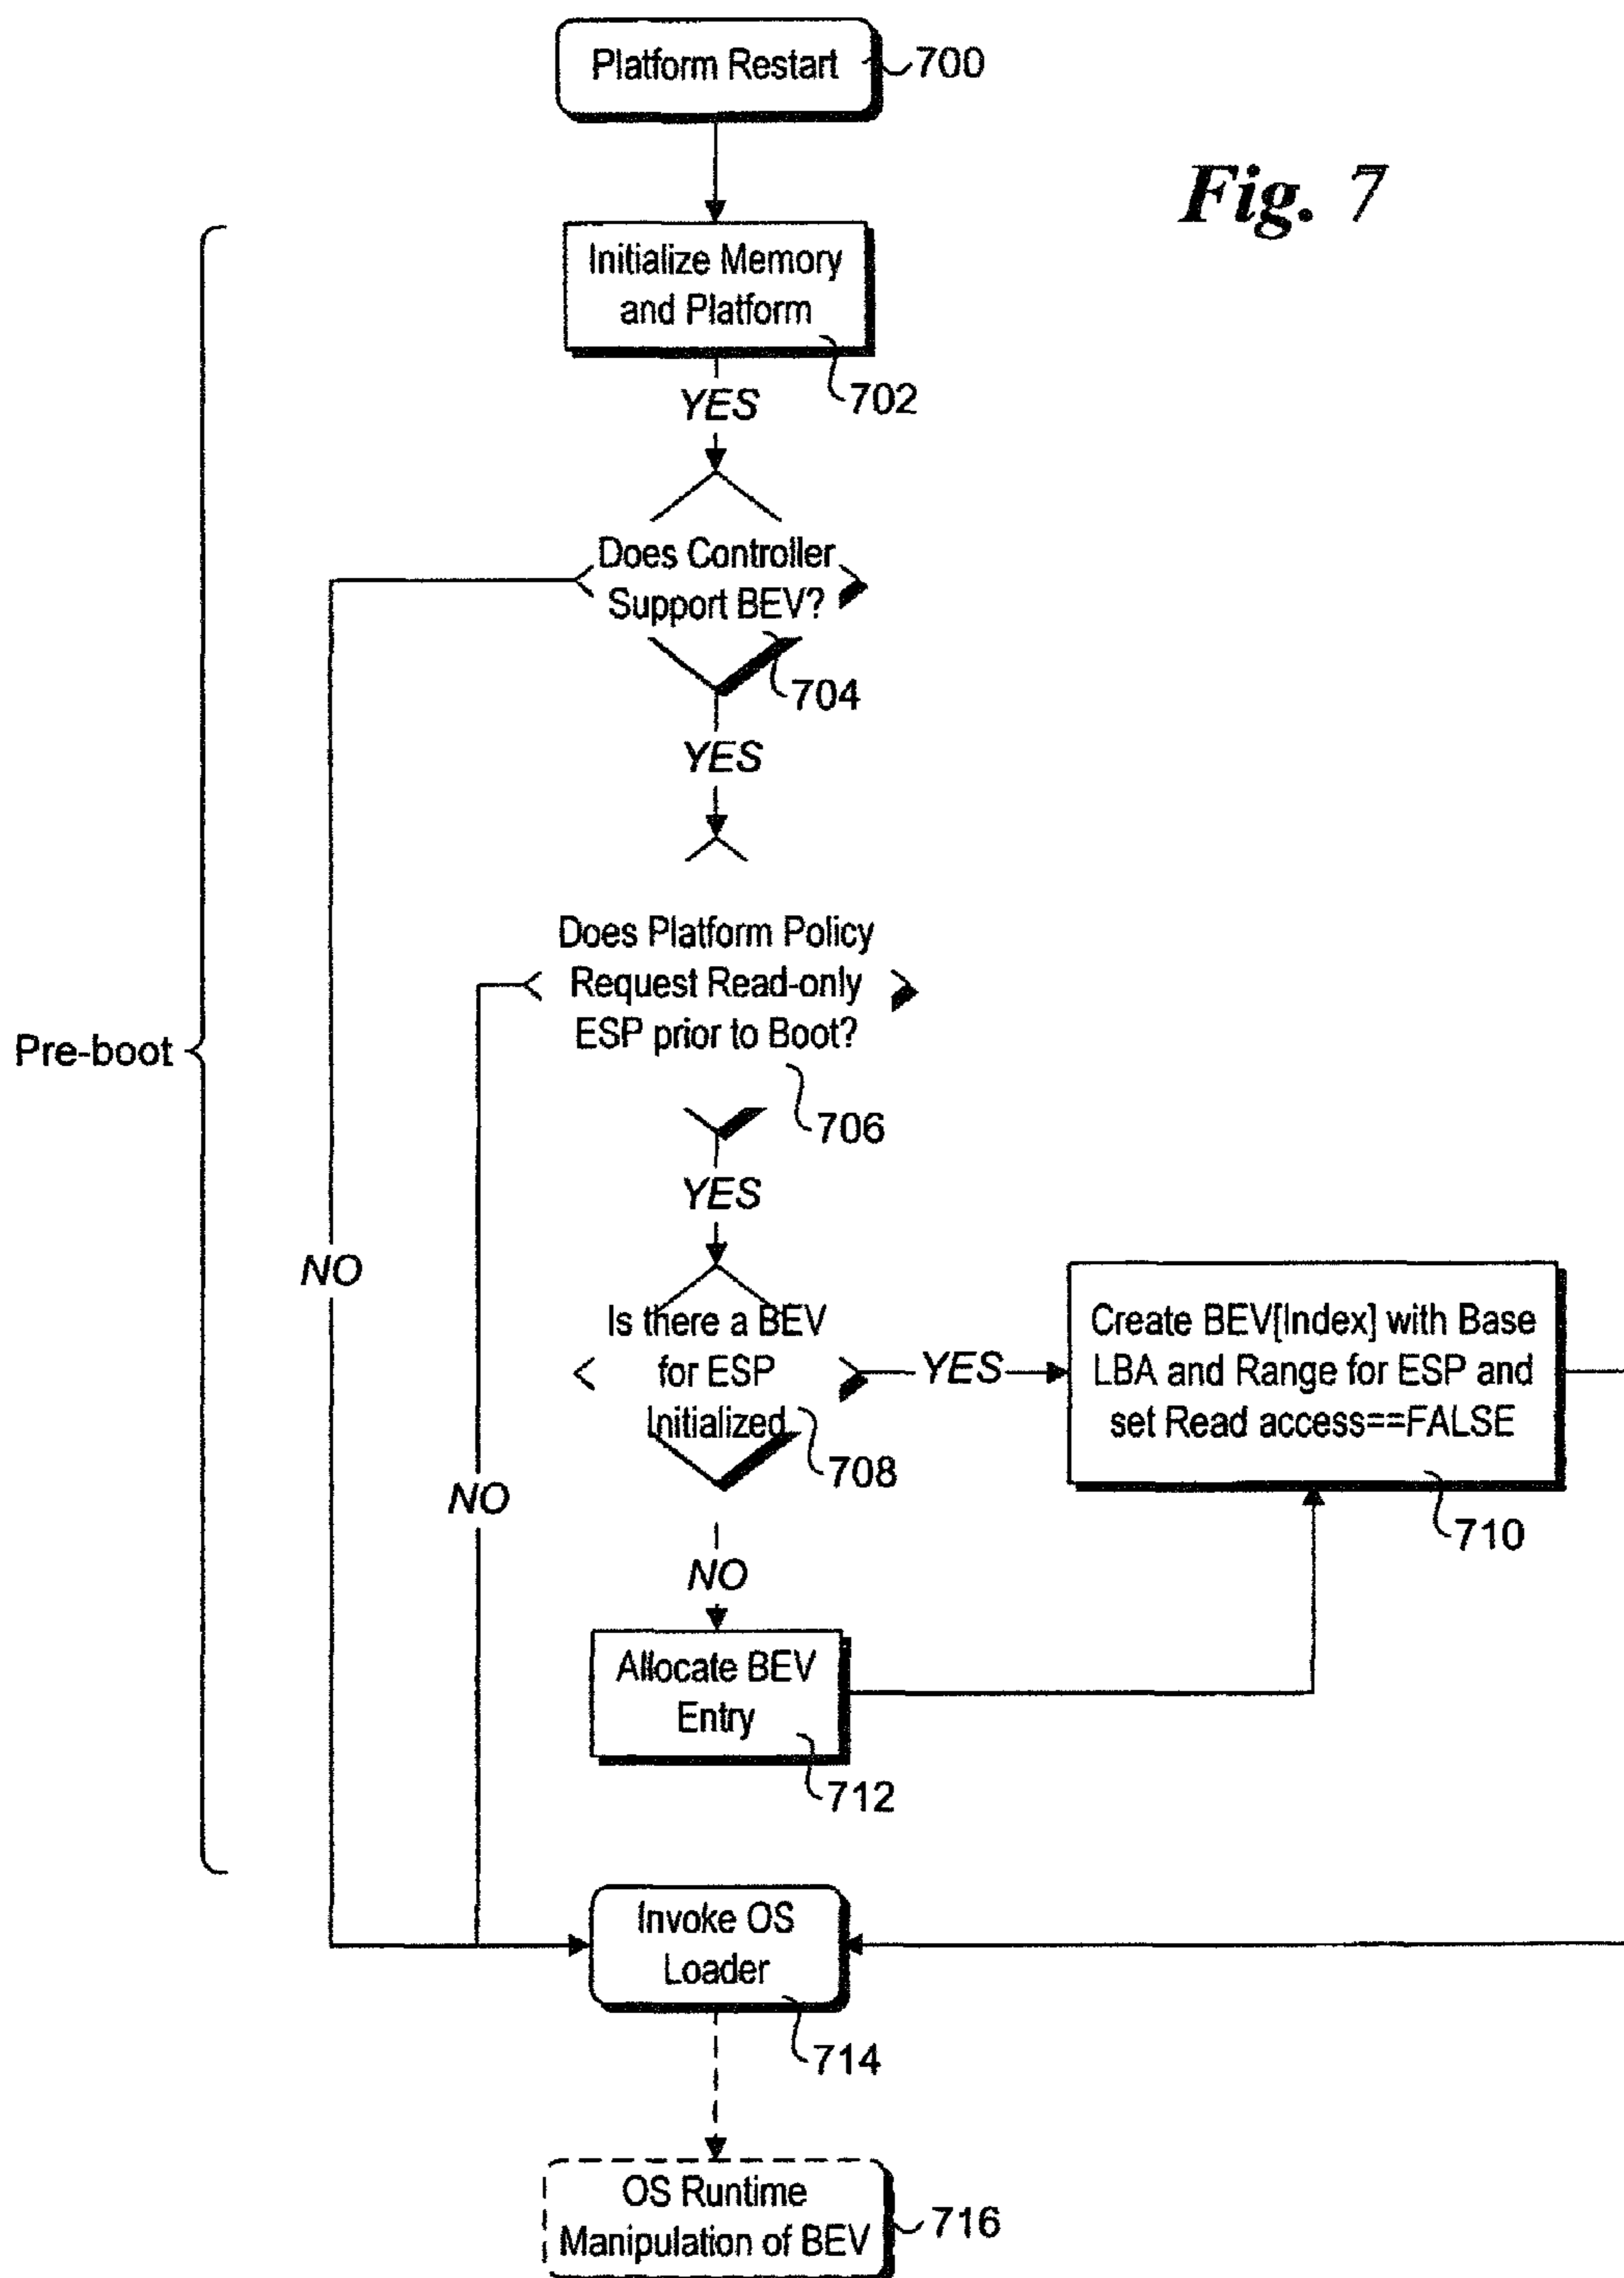 Platform Restart
700
Fig. 7
Initialize Memory
and Platform
702
YES
Does Controller
Support BEV?
704
YES
Does Platform Policy
Request Read-only
ESP prior to Boot?
706
Pre-boot
YES
NO
Is there a BEV
for ESP
Initialized
708
YES
Create BEV[Index] with Base
LBA and Range for ESP and
set Read access==FALSE
710
NO
NO
Allocate BEV
Entry
712
Invoke OS
Loader
714
OS Runtime
Manipulation of BEV
716